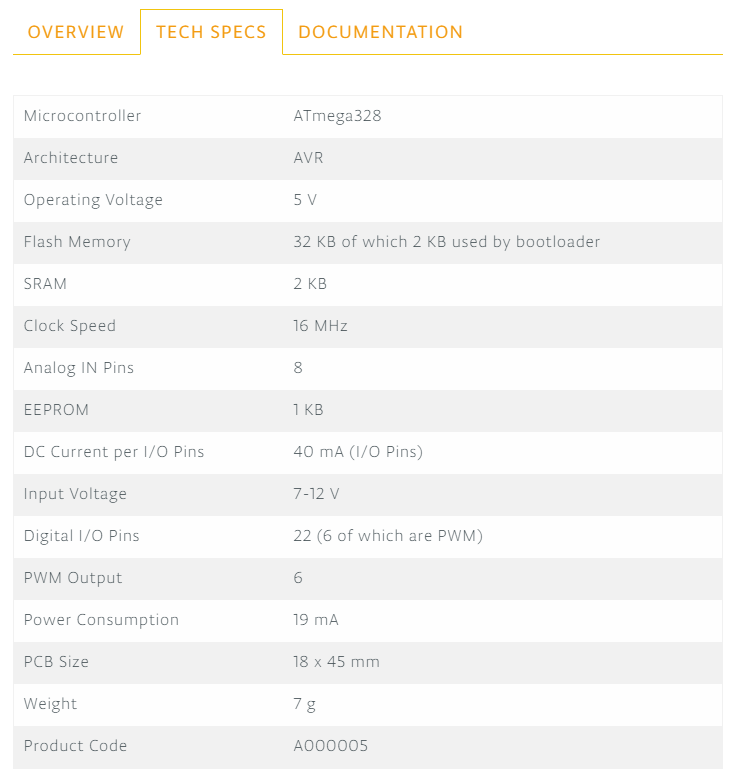 OVERVIEW TECH SPECS DOCUMENTATION
Microcontroller ATmega328
Architecture AVR
Operating Voltage 5 V
Flash Memory 32 KB of which 2 KB used by bootloader
SRAM 2 KB
Clock Speed 16 MHz
Analog IN Pins 8
EEPROM 1 KB
DC Current per I/O Pins 40 mA (I/O Pins)
Input Voltage 7-12 V
Digital I/O Pins 22 (6 of which are PWM)
PWM Output 6
Power Consumption 19 mA
PCB Size 18 x 45 mm
Weight 7 g
Product Code A000005